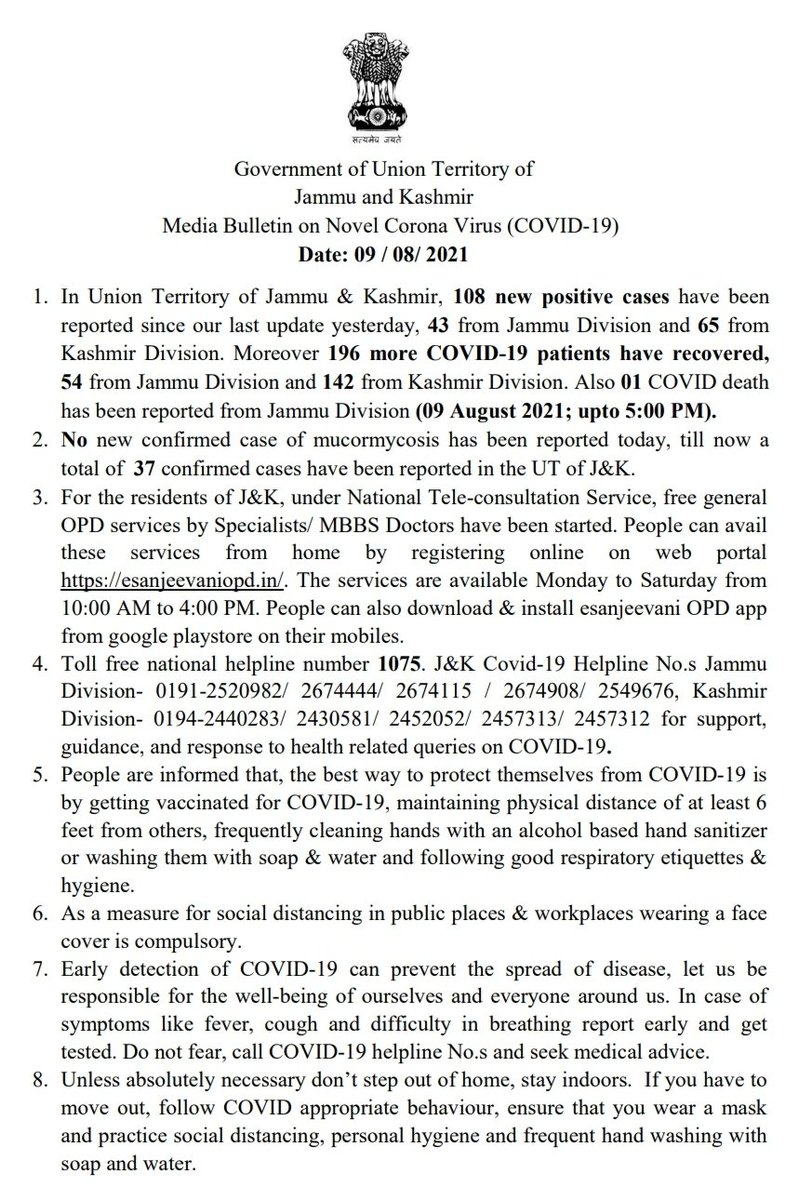 सत्यमेव जयते
Government of Union Territory of
Jammu and Kashmir
Media Bulletin on Novel Corona Virus (COVID-19)
Date: 09 / 08/ 2021
1. In Union Territory of Jammu & Kashmir, 108 new positive cases have been
reported since our last update yesterday, 43 from Jammu Division and 65 from
Kashmir Division. Moreover 196 more COVID-19 patients have recovered,
54 from Jammu Division and 142 from Kashmir Division. Also 01 COVID death
has been reported from Jammu Division (09 August 2021; upto 5:00 PM).
2. No new confirmed case of mucormycosis has been reported today, till now a
total of 37 confirmed cases have been reported in the UT of J&K.
3. For the residents of J&K, under National Tele-consultation Service, free general
OPD services by Specialists/ MBBS Doctors have been started. People can avail
these services from home by registering online on web portal
https://esanjeevaniopd.in/. The services are available Monday to Saturday from
10:00 AM to 4:00 PM. People can also download & install esanjeevani OPD app
from google playstore on their mobiles.
4. Toll free national helpline number 1075. J&K Covid-19 Helpline No.s Jammu
Division- 0191-2520982/ 2674444/ 2674115 / 2674908/ 2549676, Kashmir
Division- 0194-2440283/ 2430581/ 2452052/ 2457313/ 2457312 for support,
guidance, and response to health related queries on COVID-19.
5. People are informed that, the best way to protect themselves from COVID-19 is
by getting vaccinated for COVID-19, maintaining physical distance of at least 6
feet from others, frequently cleaning hands with an alcohol based hand sanitizer
or washing them with soap & water and following good respiratory etiquettes &
hygiene.
6. As a measure for social distancing in public places & workplaces wearing a face
cover is compulsory.
7. Early detection of COVID-19 can prevent the spread of disease, let us be
responsible for the well-being of ourselves and everyone around us. In case of
symptoms like fever, cough and difficulty in breathing report early and get
tested. Do not fear, call COVID-19 helpline No.s and seek medical advice.
8. Unless absolutely necessary don’t step out of home, stay indoors. If you have to
move out, follow COVID appropriate behaviour, ensure that you wear a mask
and practice social distancing, personal hygiene and frequent hand washing with
soap and water.